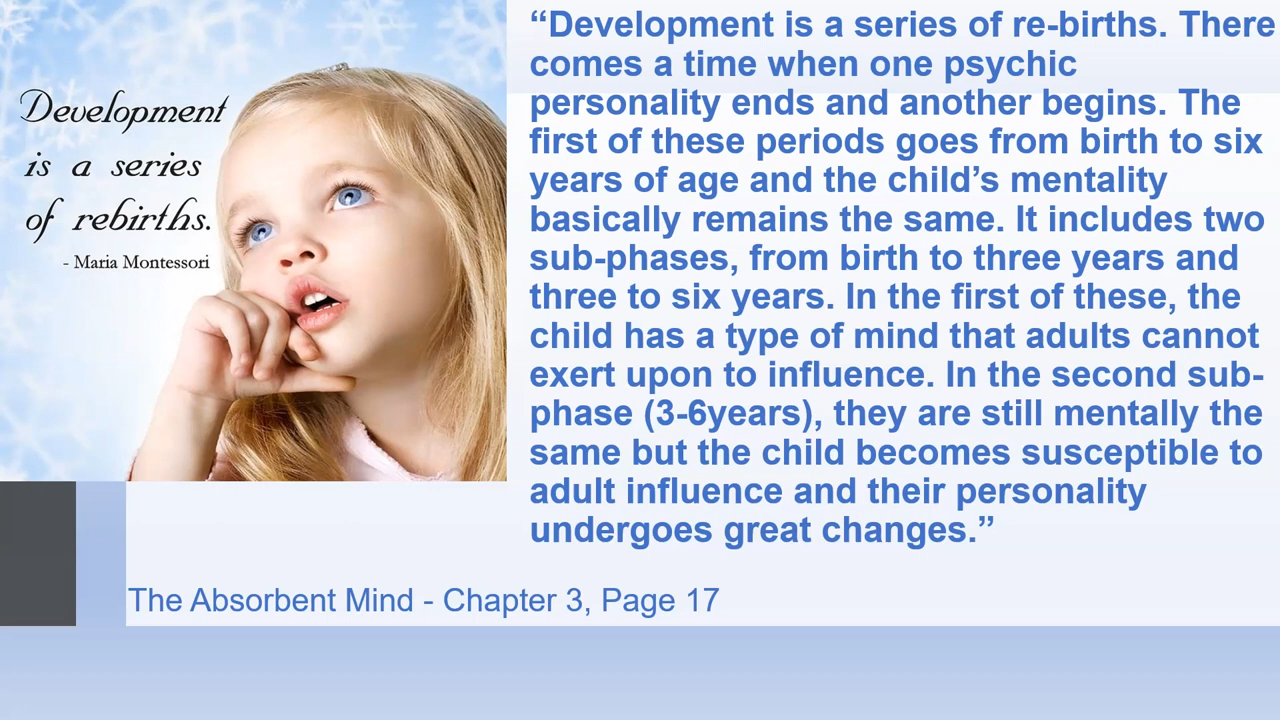 Development
is a series
of rebirths.
- Maria Montessori
“Development is a series of re-births. There
comes a time when one psychic
personality ends and another begins. The
first of these periods goes from birth to six
years of age and the child’s mentality
basically remains the same. It includes two
sub-phases, from birth to three years and
three to six years. In the first of these, the
child has a type of mind that adults cannot
exert upon to influence. In the second sub-
phase (3-6years), they are still mentally the
same but the child becomes susceptible to
adult influence and their personality
undergoes great changes.”
The Absorbent Mind - Chapter 3, Page 17